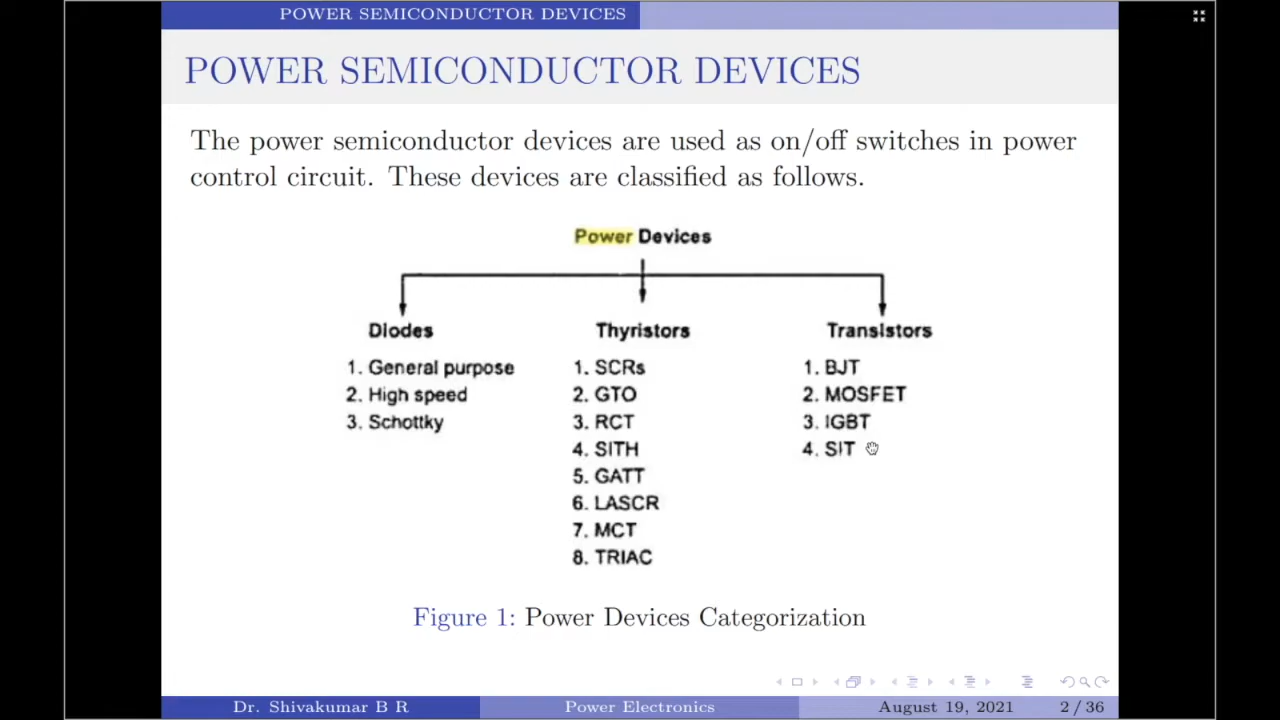 POWER SEMICONDUCTOR DEVICES
POWER SEMICONDUCTOR DEVICES
The power semiconductor devices are used as on/off switches in power
control circuit. These devices are classified as follows.
Power Devices
Diodes
1. General purpose
2. High speed
3. Schottky
Thyristors
1. SCRs
2. GTO
3. RCT
4. SITH
5. GATT
6. LASCR
7. MCT
8. TRIAC
Transistors
1. BJT
2. MOSFET
3. IGBT
4. SIT
Figure 1: Power Devices Categorization
Dr. Shivakumar B R Power Electronics August 19, 2021 2 / 36